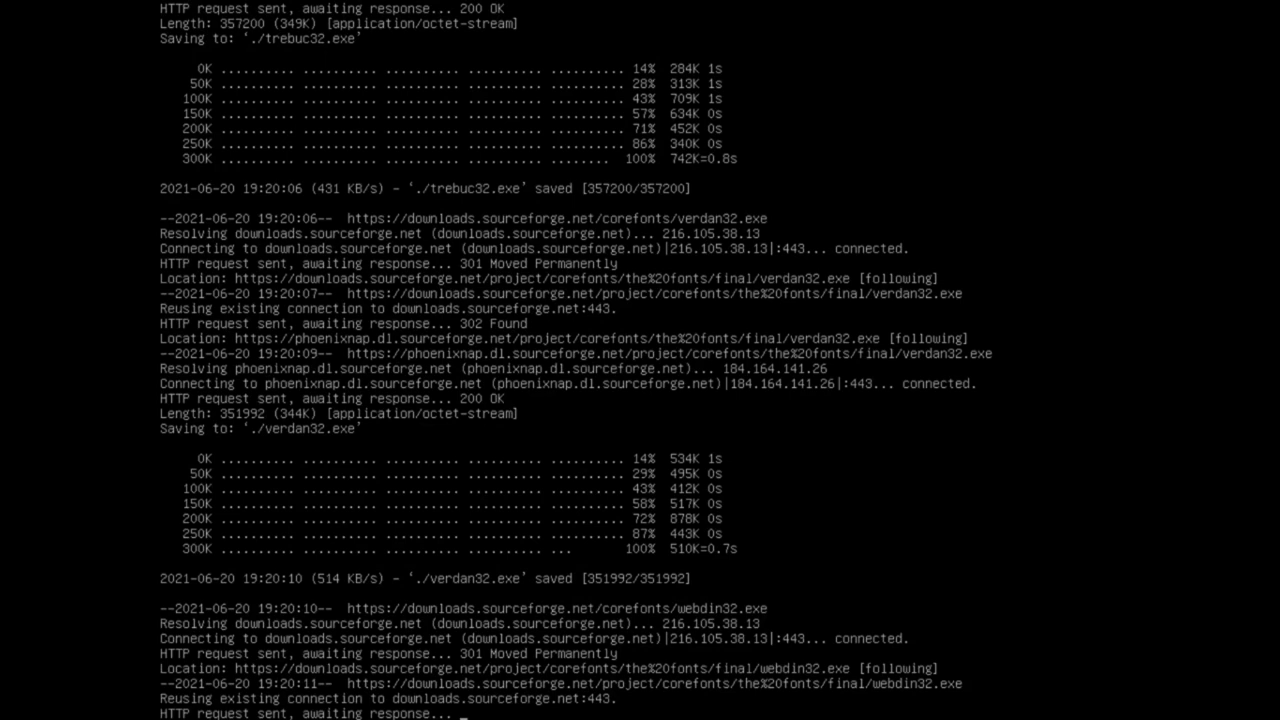 HTTP request sent, awaiting response... 200 OK
Length: 357200 (349K) [application/octet-stream]
Saving to: ‘./trebuc32.exe’
0K .......... .......... .......... .......... .......... 14% 284K 1s
50K .......... .......... .......... .......... .......... 28% 313K 1s
100K .......... .......... .......... .......... .......... 43% 709K 1s
150K .......... .......... .......... .......... .......... 57% 634K 0s
200K .......... .......... .......... .......... .......... 71% 452K 0s
250K .......... .......... .......... .......... .......... 86% 340K 0s
300K .......... .......... .......... .......... ........ 100% 742K=0.8s
2021-06-20 19:20:06 (431 KB/s) - ‘./trebuc32.exe’ saved [357200/357200]
--2021-06-20 19:20:06-- https://downloads.sourceforge.net/corefonts/verdan32.exe
Resolving downloads.sourceforge.net (downloads.sourceforge.net)... 216.105.38.13
Connecting to downloads.sourceforge.net (downloads.sourceforge.net)|216.105.38.13|:443... connected.
HTTP request sent, awaiting response... 301 Moved Permanently
Location: https://downloads.sourceforge.net/project/corefonts/the%20fonts/final/verdan32.exe [following]
--2021-06-20 19:20:07-- https://downloads.sourceforge.net/project/corefonts/the%20fonts/final/verdan32.exe
Reusing existing connection to downloads.sourceforge.net:443.
HTTP request sent, awaiting response... 302 Found
Location: https://phoenixnap.dl.sourceforge.net/project/corefonts/the%20fonts/final/verdan32.exe [following]
--2021-06-20 19:20:09-- https://phoenixnap.dl.sourceforge.net/project/corefonts/the%20fonts/final/verdan32.exe
Resolving phoenixnap.dl.sourceforge.net (phoenixnap.dl.sourceforge.net)... 184.164.141.26
Connecting to phoenixnap.dl.sourceforge.net (phoenixnap.dl.sourceforge.net)|184.164.141.26|:443... connected.
HTTP request sent, awaiting response... 200 OK
Length: 351992 (344K) [application/octet-stream]
Saving to: ‘./verdan32.exe’
0K .......... .......... .......... .......... .......... 14% 534K 1s
50K .......... .......... .......... .......... .......... 29% 495K 0s
100K .......... .......... .......... .......... .......... 43% 412K 0s
150K .......... .......... .......... .......... .......... 58% 517K 0s
200K .......... .......... .......... .......... .......... 72% 878K 0s
250K .......... .......... .......... .......... .......... 87% 443K 0s
300K .......... .......... .......... .......... ... 100% 510K=0.7s
2021-06-20 19:20:10 (514 KB/s) - ‘./verdan32.exe’ saved [351992/351992]
--2021-06-20 19:20:10-- https://downloads.sourceforge.net/corefonts/webdin32.exe
Resolving downloads.sourceforge.net (downloads.sourceforge.net)... 216.105.38.13
Connecting to downloads.sourceforge.net (downloads.sourceforge.net)|216.105.38.13|:443... connected.
HTTP request sent, awaiting response... 301 Moved Permanently
Location: https://downloads.sourceforge.net/project/corefonts/the%20fonts/final/webdin32.exe [following]
--2021-06-20 19:20:11-- https://downloads.sourceforge.net/project/corefonts/the%20fonts/final/webdin32.exe
Reusing existing connection to downloads.sourceforge.net:443.
HTTP request sent, awaiting response... _